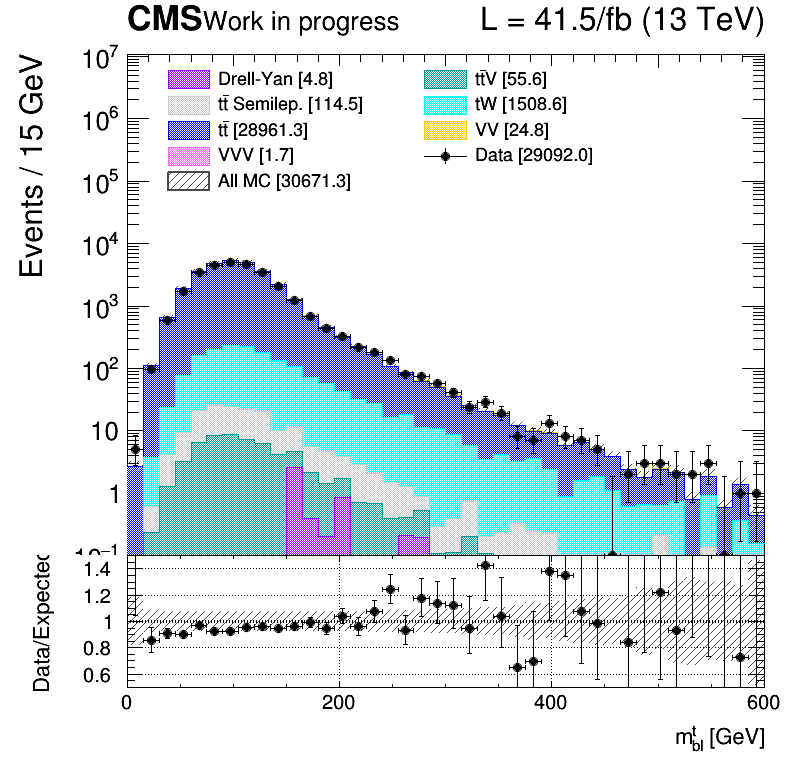 CMS Work in progress L = 41.5/fb (13 TeV)
Events / 15 GeV
10⁷
10⁶
10⁵
10⁴
10³
10²
10
1
10⁻¹
Drell-Yan [4.8]
tt̄ Semilep. [114.5]
tt̄ [28961.3]
VVV [1.7]
All MC [30671.3]
tt̄V [55.6]
tW [1508.6]
VV [24.8]
Data [29092.0]
Data/Expected
1.4
1.2
1
0.8
0.6
0 200 400 600
mᵗbl [GeV]